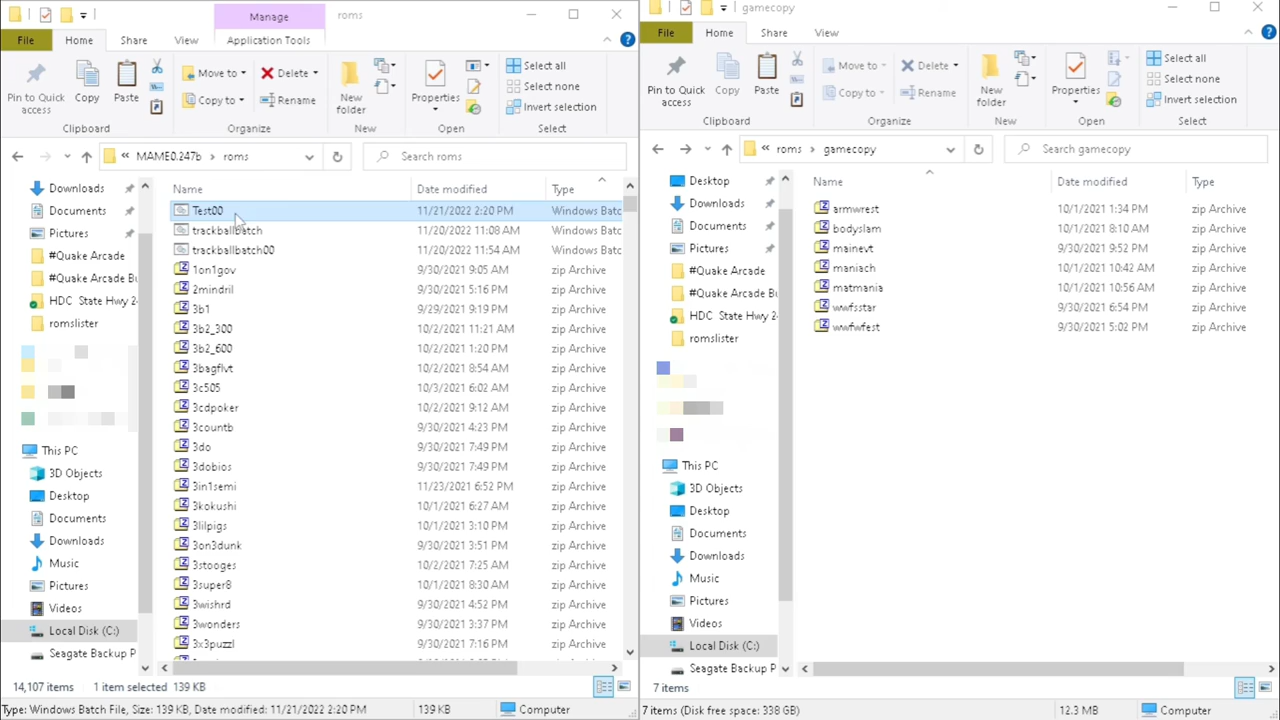 Manage
roms
File
Home
Share
View
Application Tools
Pin to Quick access
Copy
Paste
Move to
Copy to
Delete
Rename
New folder
Properties
Select all
Select none
Invert selection
Clipboard
Organize
New
Open
Select
MAME0.247b > roms
Search roms
Downloads
Documents
Pictures
#Quake Arcade
#Quake Arcade Bu
HDC State Hwy 2
romslister
This PC
3D Objects
Desktop
Documents
Downloads
Music
Pictures
Videos
Local Disk (C:)
Seagate Backup P
Name Date modified Type
Test00 11/21/2022 2:20 PM Windows Batc
trackballbatch 11/20/2022 11:08 AM Windows Batc
trackballbatch00 11/20/2022 11:54 AM Windows Batc
1on1gov 9/30/2021 9:05 AM zip Archive
2mindril 9/30/2021 5:16 PM zip Archive
3b1 9/29/2021 9:19 PM zip Archive
3b2_300 10/2/2021 11:21 AM zip Archive
3b2_600 10/2/2021 1:20 PM zip Archive
3bagflvt 10/2/2021 8:54 AM zip Archive
3c505 10/3/2021 6:02 AM zip Archive
3cdpoker 10/2/2021 9:12 AM zip Archive
3countb 9/30/2021 4:23 PM zip Archive
3do 9/30/2021 7:49 PM zip Archive
3dobios 9/30/2021 7:49 PM zip Archive
3in1semi 11/23/2021 6:52 PM zip Archive
3kokushi 10/1/2021 6:27 AM zip Archive
3lilpigs 10/1/2021 3:10 PM zip Archive
3on3dunk 9/30/2021 3:51 PM zip Archive
3stooges 10/2/2021 7:25 AM zip Archive
3super8 10/1/2021 8:30 AM zip Archive
3wishrd 9/30/2021 4:52 PM zip Archive
3wonders 9/30/2021 3:37 PM zip Archive
3x3puzzl 9/30/2021 7:16 PM zip Archive
14,107 items 1 item selected 139 KB
Type: Windows Batch File, Size: 139 KB, Date modified: 11/21/2022 2:20 PM 139 KB Computer
gamecopy
File
Home
Share
View
Pin to Quick access
Copy
Paste
Move to
Copy to
Delete
Rename
New folder
Properties
Select all
Select none
Invert selection
Clipboard
Organize
New
Open
Select
roms > gamecopy
Search gamecopy
Desktop
Downloads
Documents
Pictures
#Quake Arcade
#Quake Arcade Bu
HDC State Hwy 2
romslister
This PC
3D Objects
Desktop
Documents
Downloads
Music
Pictures
Videos
Local Disk (C:)
Seagate Backup P
Name Date modified Type
armwrest 10/1/2021 1:34 PM zip Archive
bodyslam 10/1/2021 8:10 AM zip Archive
mainevt 9/30/2021 8:52 PM zip Archive
maniach 10/1/2021 10:42 AM zip Archive
matmania 10/1/2021 10:56 AM zip Archive
wwfsstar 9/30/2021 6:54 PM zip Archive
wwfwfest 9/30/2021 5:02 PM zip Archive
7 items
7 items (Disk free space: 338 GB) 12.3 MB Computer